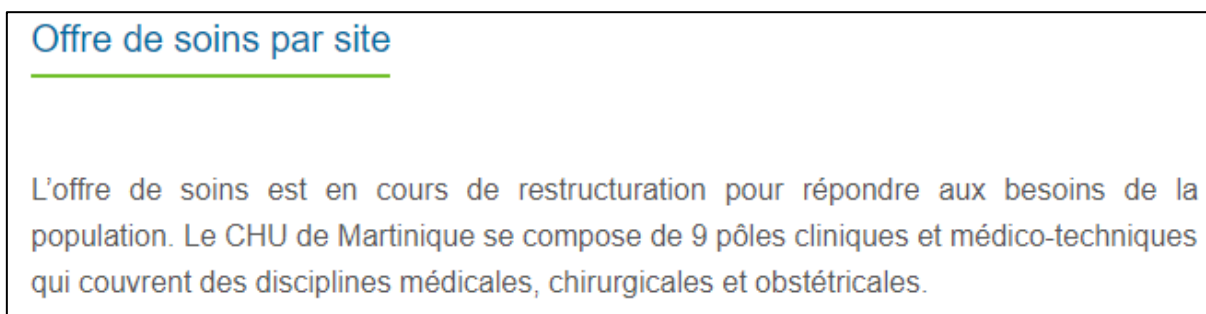 Offre de soins par site
L’offre de soins est en cours de restructuration pour répondre aux besoins de la
population. Le CHU de Martinique se compose de 9 pôles cliniques et médico-techniques
qui couvrent des disciplines médicales, chirurgicales et obstétricales.